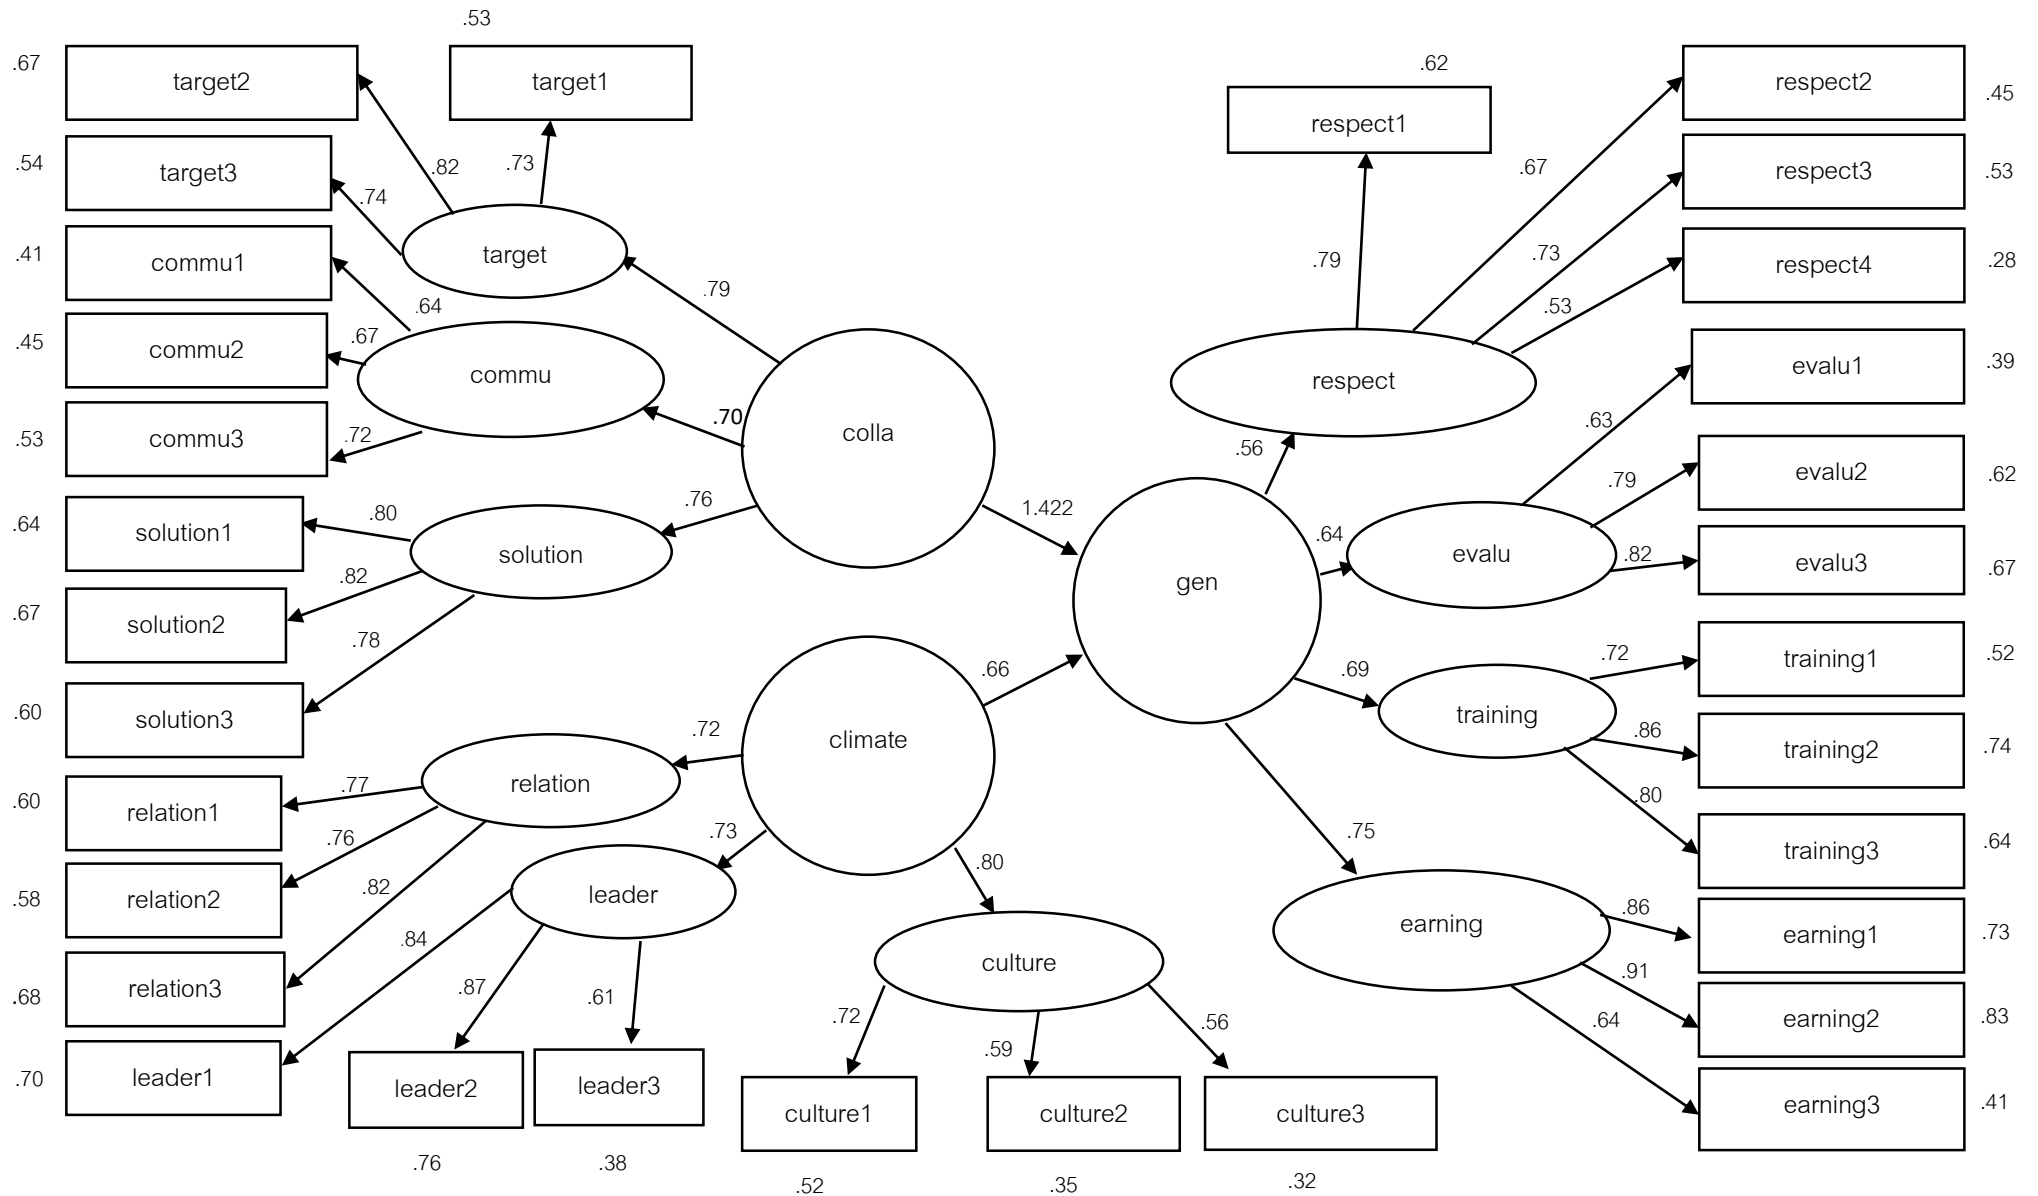 .53
.67
target2
target1
.62
respect1
respect2
.45
.54
target3
.82
.73
.74
.67
respect3
.53
.41
commu1
target
.64
.79
.79
.73
.53
respect4
.28
.45
commu2
.67
commu
.70
colla
respect
.56
.63
evalu1
.39
.53
commu3
.72
.79
evalu2
.62
.64
solution1
.80
solution
.76
1.422
gen
.64
evalu
.82
evalu3
.67
.67
solution2
.82
.78
.66
.69
.72
training1
.52
.60
solution3
.72
climate
training
.86
training2
.74
relation
.77
.60
relation1
.76
.73
.80
.75
.80
training3
.64
.58
relation2
.82
leader
earning
.86
earning1
.73
.84
culture
.91
.68
relation3
.87
.61
.72
.59
.56
.64
earning2
.83
.70
leader1
leader2
leader3
culture1
culture2
culture3
earning3
.41
.76
.38
.52
.35
.32